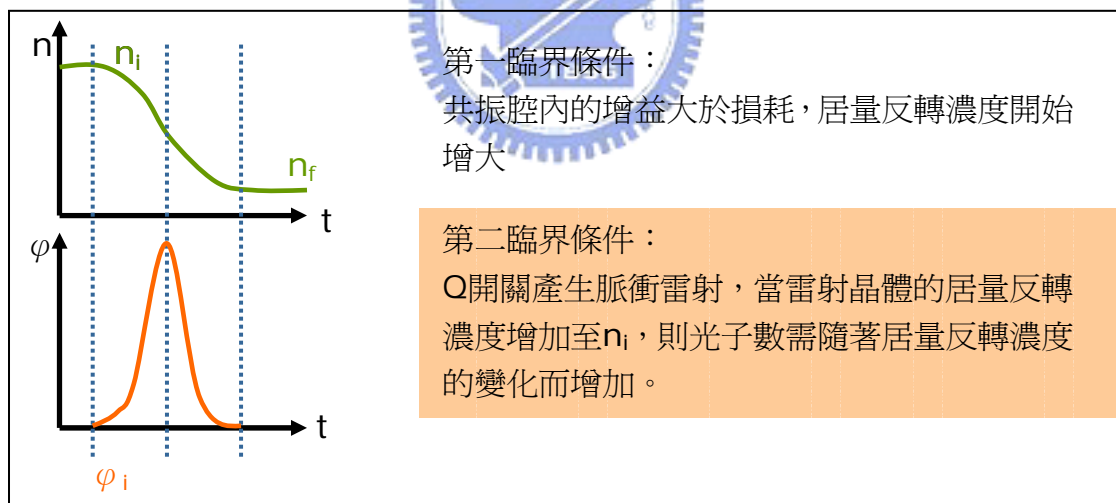 n
nᵢ
n_f
t
φ
t
φ ᵢ
第一臨界條件：
共振腔內的增益大於損耗，居量反轉濃度開始
增大
第二臨界條件：
Q開關產生脈衝雷射，當雷射晶體的居量反轉
濃度增加至nᵢ，則光子數需隨著居量反轉濃度
的變化而增加。